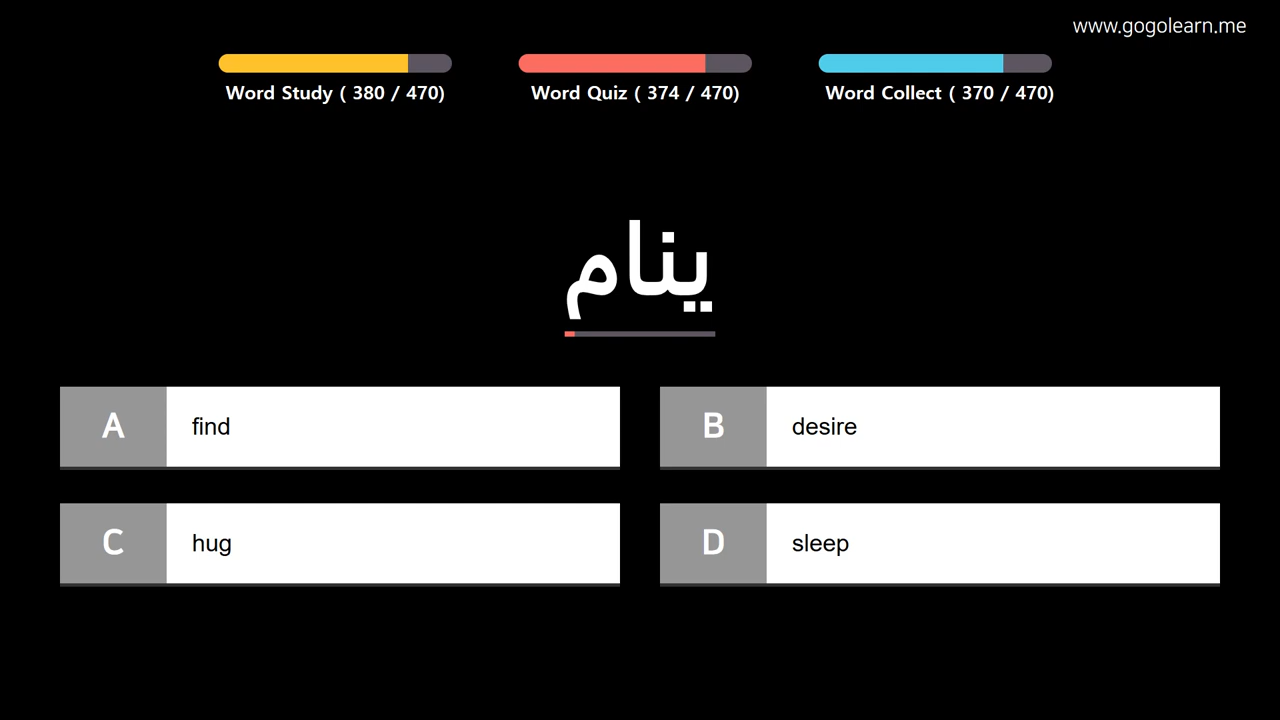 www.gogolearn.me
Word Study ( 380 / 470)
Word Quiz ( 374 / 470)
Word Collect ( 370 / 470)
ينام
A find
B desire
C hug
D sleep